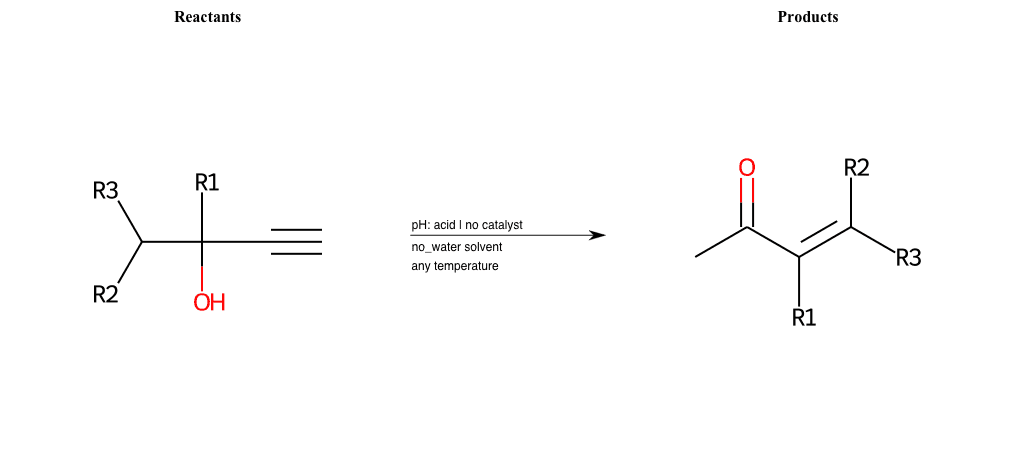 Reactants
Products
R3
R1
R2
OH
pH: acid | no catalyst
no_water solvent
any temperature
O
R2
R3
R1